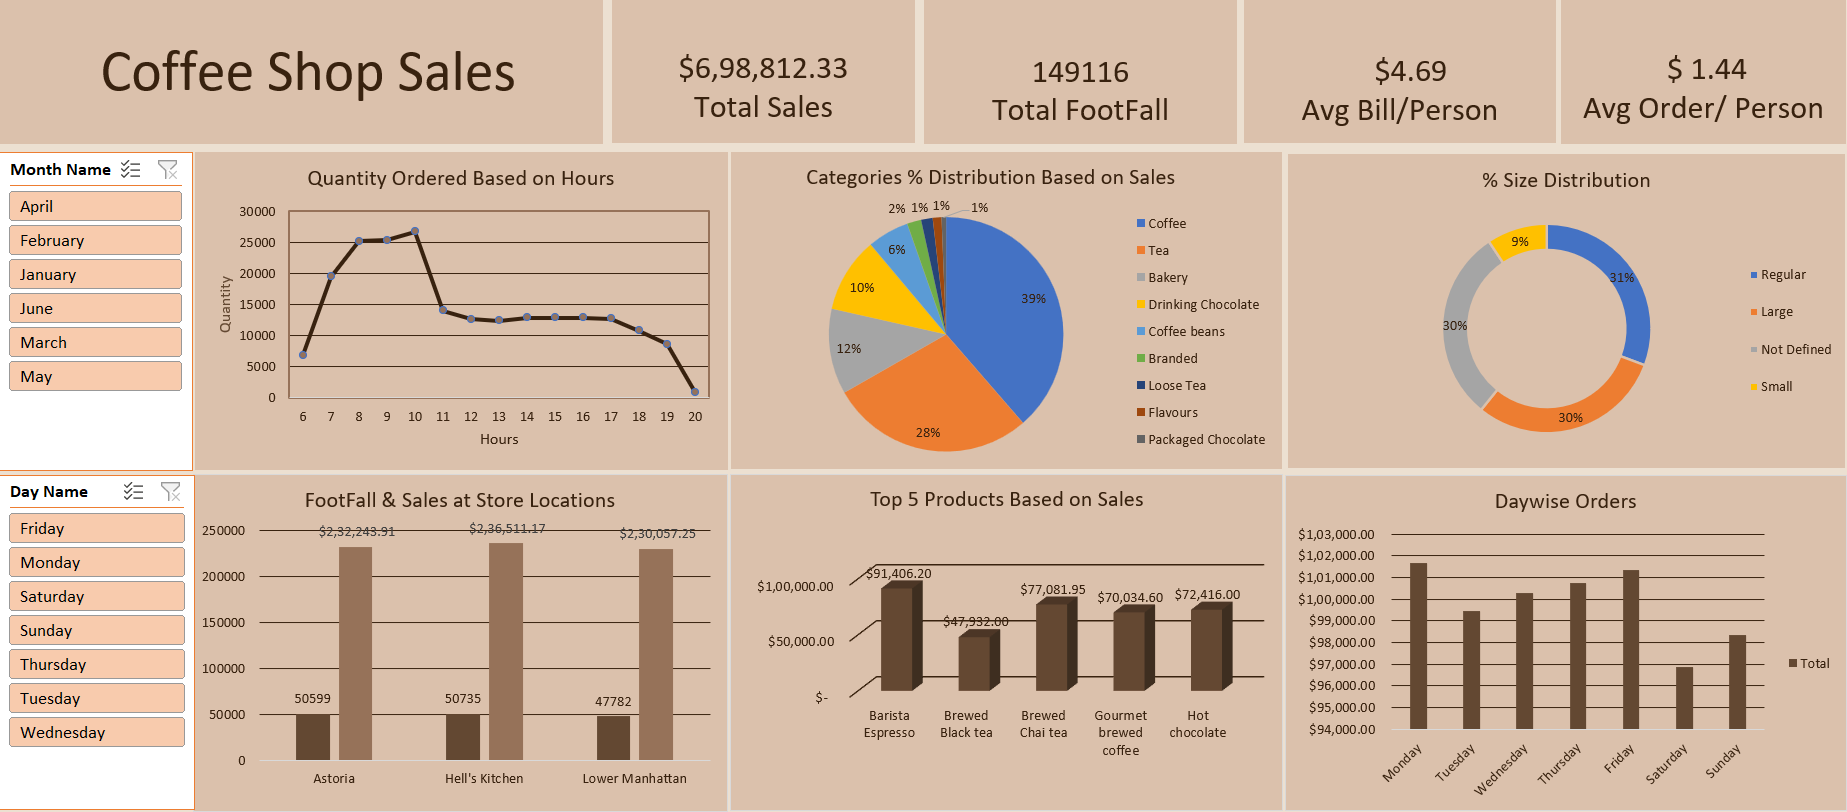 Coffee Shop Sales
$6,98,812.33
Total Sales
149116
Total FootFall
$4.69
Avg Bill/Person
$ 1.44
Avg Order/ Person
Month Name
April
February
January
June
March
May
Quantity Ordered Based on Hours
30000
25000
20000
15000
10000
5000
0
Quantity
6 7 8 9 10 11 12 13 14 15 16 17 18 19 20
Hours
Categories % Distribution Based on Sales
2% 1% 1% 1%
6%
10%
12%
28%
39%
Coffee
Tea
Bakery
Drinking Chocolate
Coffee beans
Branded
Loose Tea
Flavours
Packaged Chocolate
% Size Distribution
9%
31%
30%
30%
Regular
Large
Not Defined
Small
Day Name
Friday
Monday
Saturday
Sunday
Thursday
Tuesday
Wednesday
FootFall & Sales at Store Locations
250000
200000
150000
100000
50000
0
$2,32,243.91
$2,36,511.17
$2,30,057.25
50599
50735
47782
Astoria
Hell's Kitchen
Lower Manhattan
Top 5 Products Based on Sales
$1,00,000.00
$50,000.00
$-
$91,406.20
$47,932.00
$77,081.95
$70,034.60
$72,416.00
Barista
Espresso
Brewed
Black tea
Brewed
Chai tea
Gourmet
brewed
coffee
Hot
chocolate
Daywise Orders
$1,03,000.00
$1,02,000.00
$1,01,000.00
$1,00,000.00
$99,000.00
$98,000.00
$97,000.00
$96,000.00
$95,000.00
$94,000.00
Monday
Tuesday
Wednesday
Thursday
Friday
Saturday
Sunday
Total